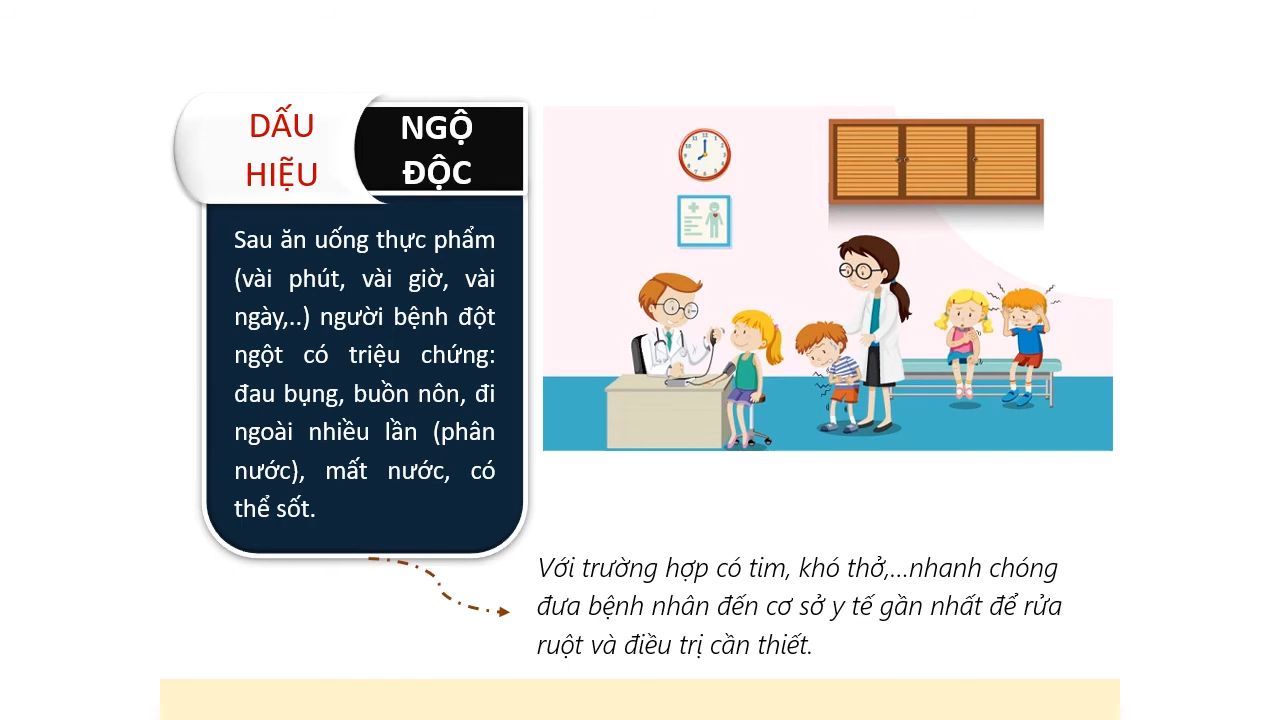 DẤU
HIỆU
NGỘ
ĐỘC
Sau ăn uống thực phẩm
(vài phút, vài giờ, vài
ngày,..) người bệnh đột
ngột có triệu chứng:
đau bụng, buồn nôn, đi
ngoài nhiều lần (phân
nước), mất nước, có
thể sốt.
Với trường hợp có tim, khó thở,...nhanh chóng
đưa bệnh nhân đến cơ sở y tế gần nhất để rửa
ruột và điều trị cần thiết.